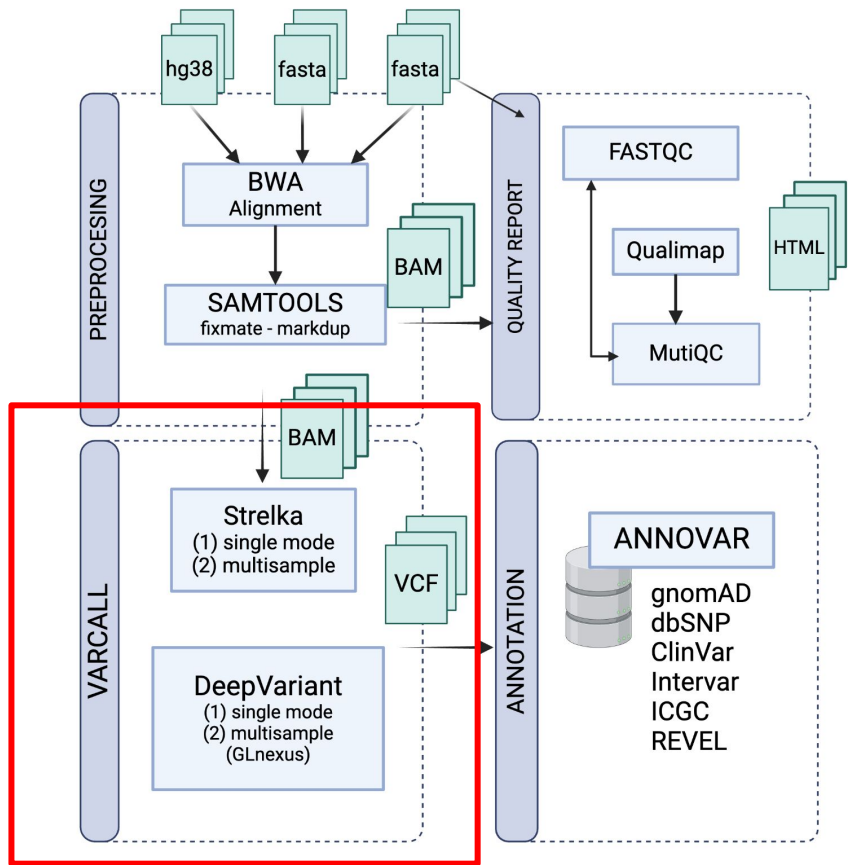 hg38
fasta
fasta
PREPROCESING
BWA
Alignment
BAM
SAMTOOLS
fixmate - markdup
QUALITY REPORT
FASTQC
Qualimap
HTML
MutiQC
VARCALL
BAM
Strelka
(1) single mode
(2) multisample
VCF
DeepVariant
(1) single mode
(2) multisample
(GLnexus)
ANNOTATION
ANNOVAR
gnomAD
dbSNP
ClinVar
Intervar
ICGC
REVEL